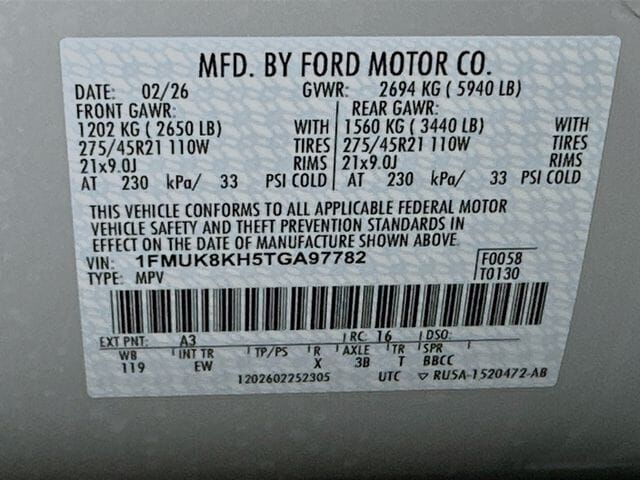 MFD. BY FORD MOTOR CO.
DATE: 02/26 GVWR: 2694 KG ( 5940 LB)
FRONT GAWR: REAR GAWR:
1202 KG ( 2650 LB) WITH 1560 KG ( 3440 LB) WITH
275/45R21 110W TIRES 275/45R21 110W TIRES
21x9.0J RIMS 21x9.0J RIMS
AT 230 kPa/ 33 PSI COLD AT 230 kPa/ 33 PSI COLD
THIS VEHICLE CONFORMS TO ALL APPLICABLE FEDERAL MOTOR
VEHICLE SAFETY AND THEFT PREVENTION STANDARDS IN
EFFECT ON THE DATE OF MANUFACTURE SHOWN ABOVE.
VIN: 1FMUK8KH5TGA97782 F0058
TYPE: MPV T0130
EXT PNT: A3 RC: 16 DSO:
WB INT TR TP/PS R AXLE TR SPR
119 EW X 3B T BBCC
1202602252305 UTC ▽ RU5A-1520472-AB